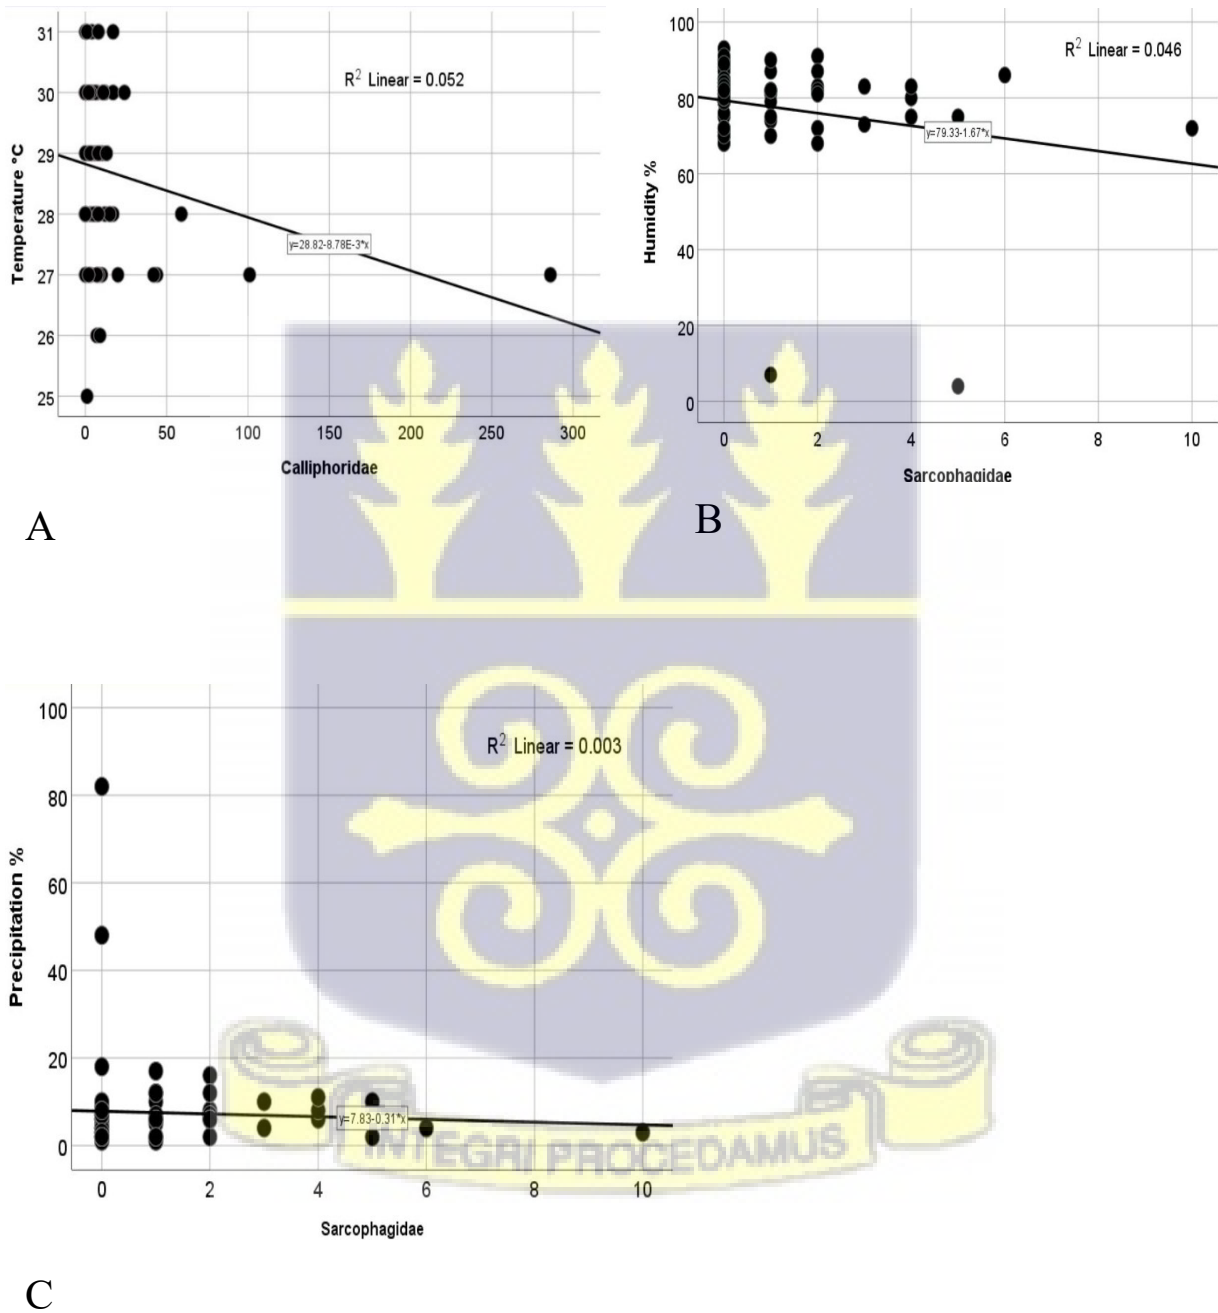 31
30
29
28
27
26
25
Temperature °C
R² Linear = 0.052
y=28.82-8.78E-3*x
0 50 100 150 200 250 300
Calliphoridae
A
100
80
60
40
20
0
Humidity %
R² Linear = 0.046
y=79.33-1.67*x
0 2 4 6 8 10
Sarcophagidae
B
100
80
60
40
20
0
Precipitation %
R² Linear = 0.003
y=7.83-0.31*x
0 2 4 6 8 10
Sarcophagidae
INTEGRI PROCEDAMUS
C